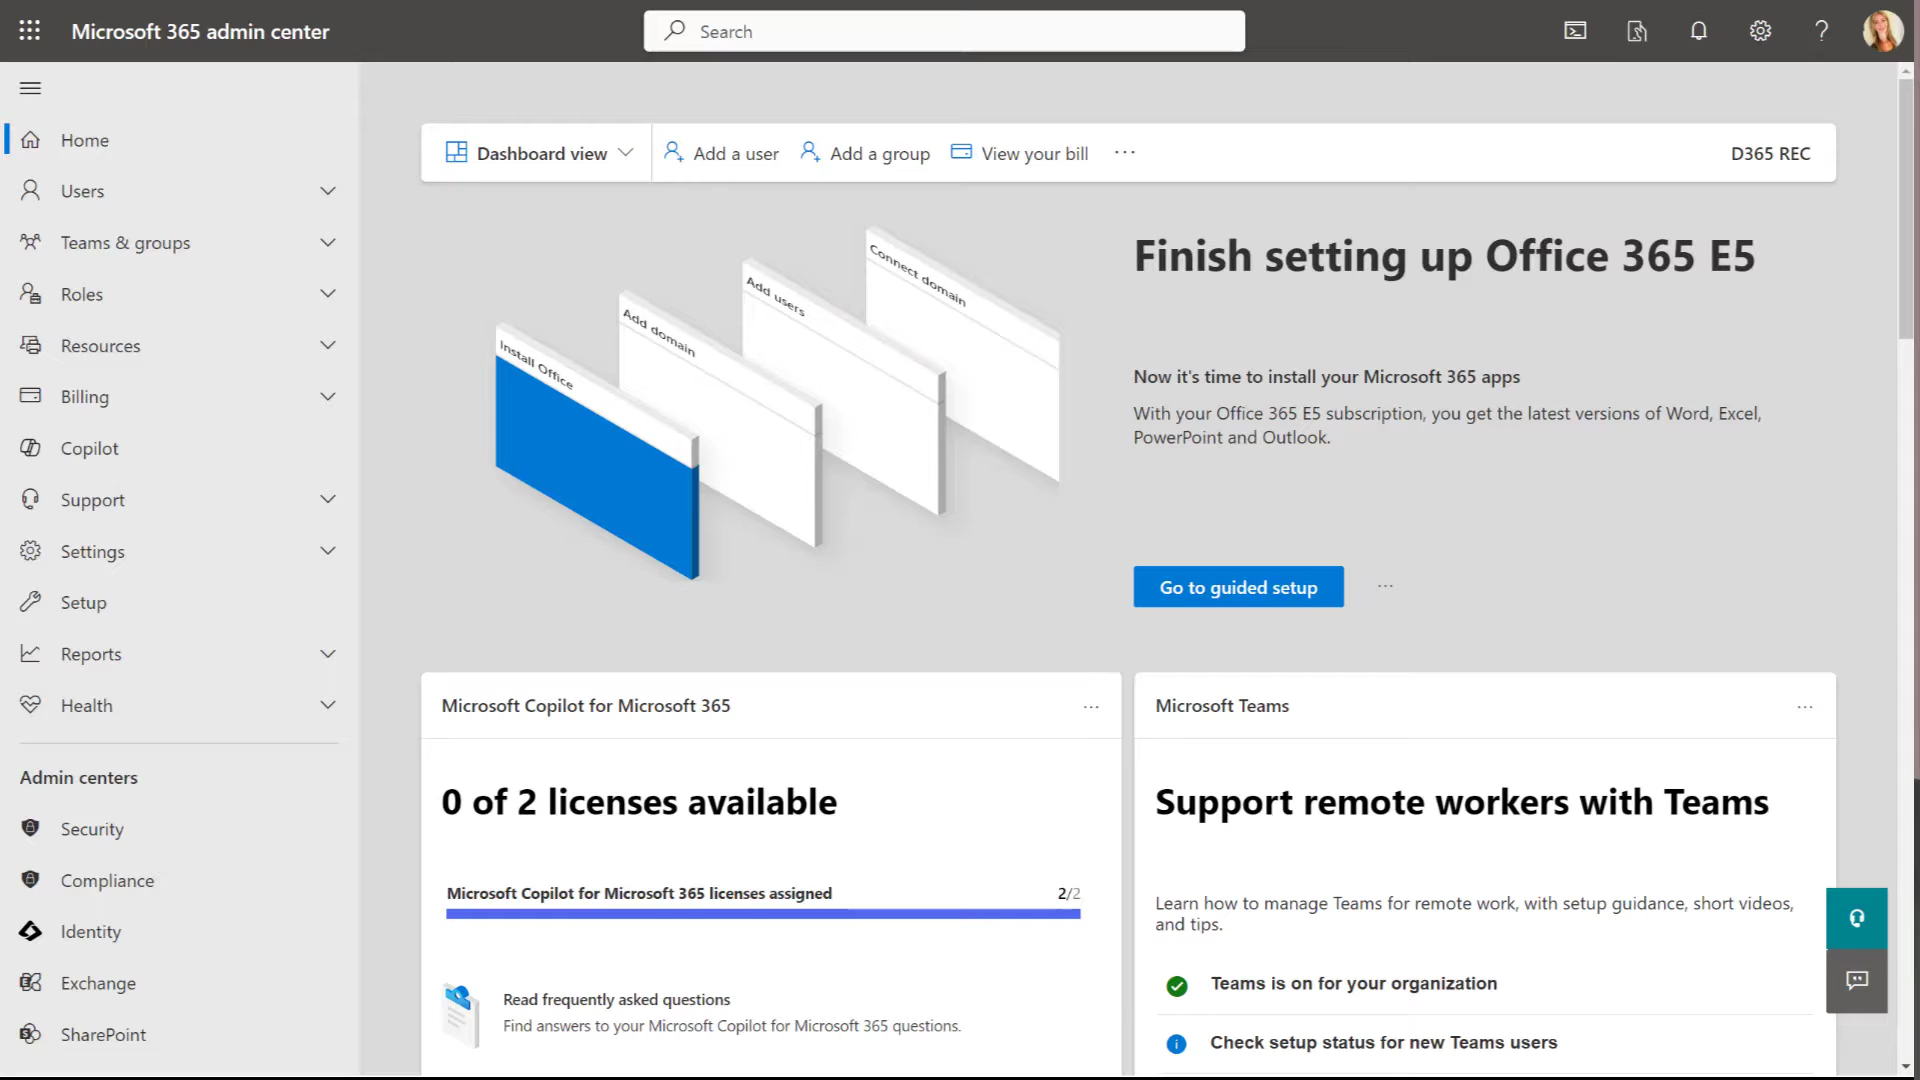 Microsoft 365 admin center
Search
Home
Users
Teams & groups
Roles
Resources
Billing
Copilot
Support
Settings
Setup
Reports
Health
Admin centers
Security
Compliance
Identity
Exchange
SharePoint
Dashboard view
Add a user
Add a group
View your bill
D365 REC
Install Office
Add domain
Add users
Connect domain
Finish setting up Office 365 E5
Now it's time to install your Microsoft 365 apps
With your Office 365 E5 subscription, you get the latest versions of Word, Excel,
PowerPoint and Outlook.
Go to guided setup
Microsoft Copilot for Microsoft 365
0 of 2 licenses available
Microsoft Copilot for Microsoft 365 licenses assigned 2/2
Read frequently asked questions
Find answers to your Microsoft Copilot for Microsoft 365 questions.
Microsoft Teams
Support remote workers with Teams
Learn how to manage Teams for remote work, with setup guidance, short videos,
and tips.
Teams is on for your organization
Check setup status for new Teams users